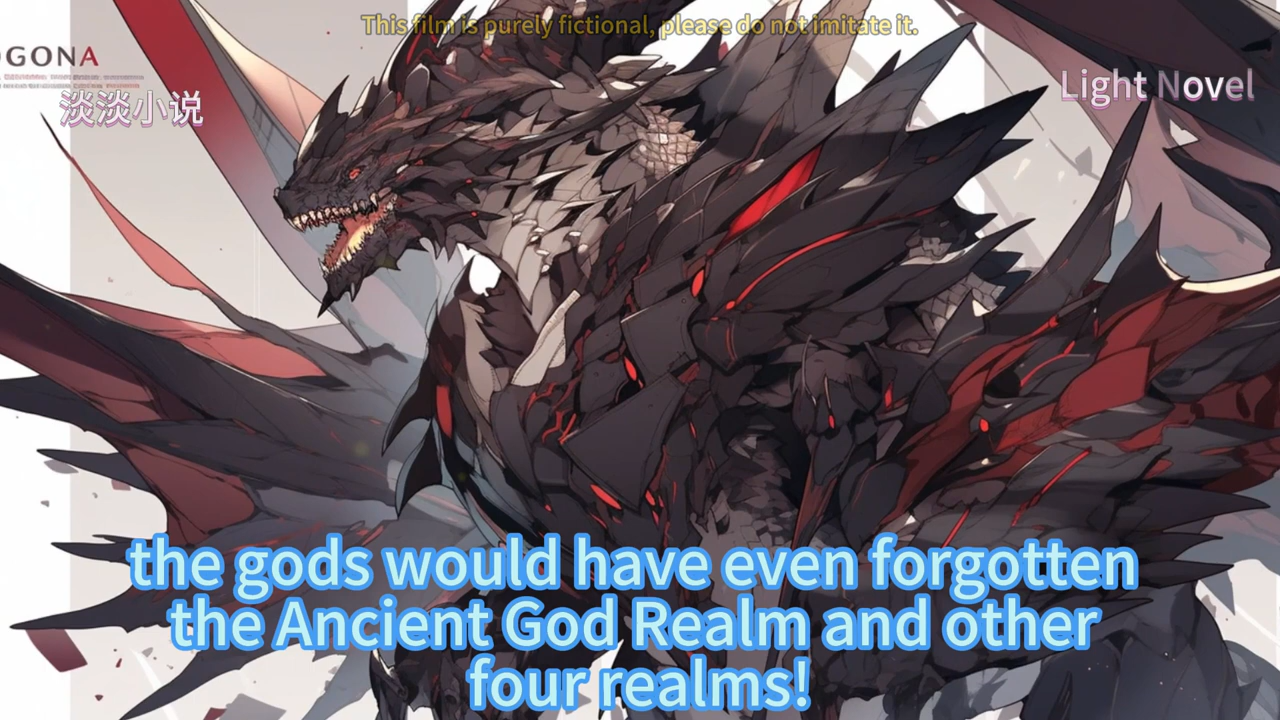 This film is purely fictional, please do not imitate it.
OGONA
淡淡小说
Light Novel
the gods would have even forgotten
the Ancient God Realm and other
four realms!